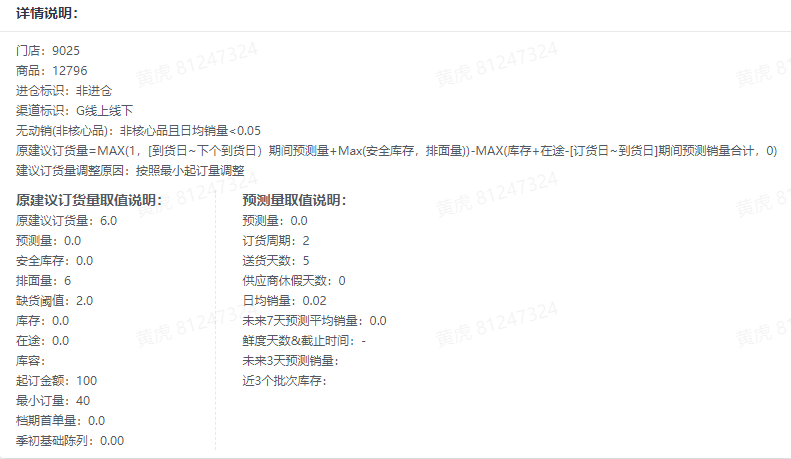 详情说明：
门店：9025
商品：12796
进仓标识：非进仓
渠道标识：G线上线下
无动销(非核心品)：非核心品且日均销量<0.05
原建议订货量=MAX(1，[到货日~下个到货日）期间预测量+Max(安全库存，排面量))-MAX(库存+在途-[订货日~到货日]期间预测销量合计，0)
建议订货量调整原因：按照最小起订量调整
原建议订货量取值说明：
原建议订货量：6.0
预测量：0.0
安全库存：0.0
排面量：6
缺货阈值：2.0
库存：0.0
在途：0.0
库容：
起订金额：100
最小订量：40
档期首单量：0.0
季初基础陈列：0.00
预测量取值说明：
预测量：0.0
订货周期：2
送货天数：5
供应商休假天数：0
日均销量：0.02
未来7天预测平均销量：0.0
鲜度天数&截止时间：-
未来3天预测销量：
近3个批次库存：
黄虎 81247324
黄虎 81247324
黄虎
黄虎 81247324
黄虎 81247324
黄虎
黄虎 81247324
黄虎 81247324
黄虎